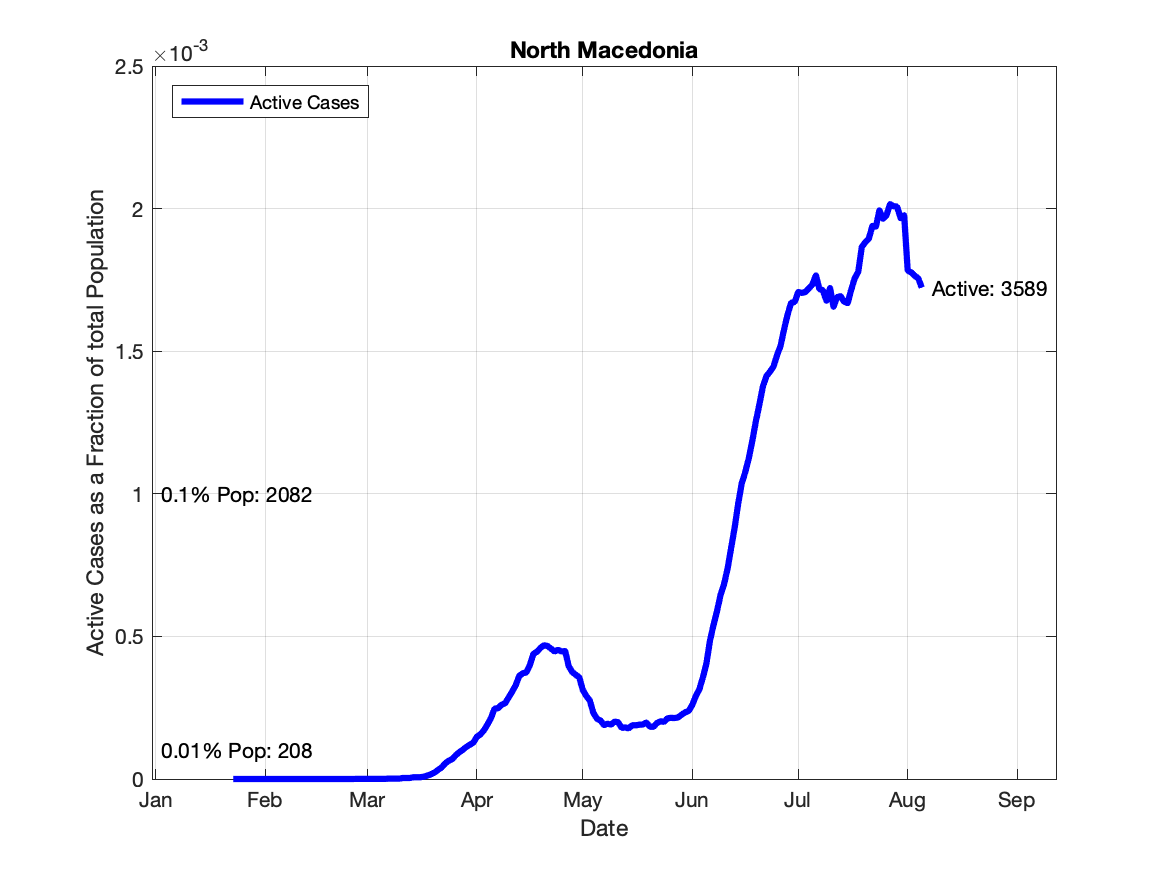 North Macedonia
×10-3
2.5
2
1.5
1
0.5
0
Active Cases as a Fraction of total Population
Active Cases
Active: 3589
0.1% Pop: 2082
0.01% Pop: 208
Jan Feb Mar Apr May Jun Jul Aug Sep
Date